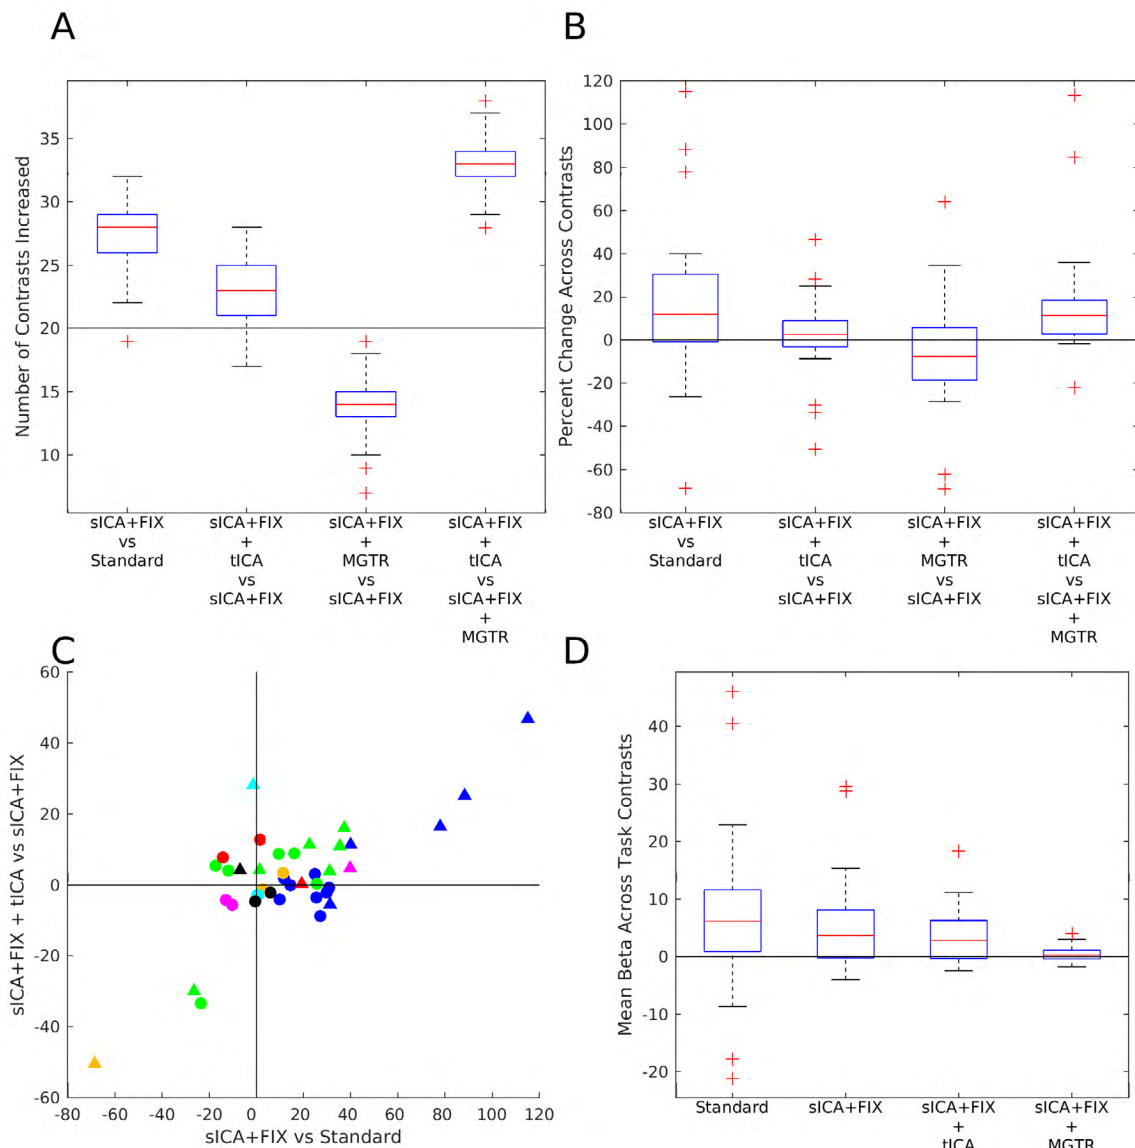 A
Number of Contrasts Increased
35
30
25
20
15
10
sICA+FIX
vs
Standard
sICA+FIX
+
tICA
vs
sICA+FIX
sICA+FIX
+
MGTR
vs
sICA+FIX
sICA+FIX
+
tICA
vs
sICA+FIX
+
MGTR
B
Percent Change Across Contrasts
120
100
80
60
40
20
0
-20
-40
-60
-80
sICA+FIX
vs
Standard
sICA+FIX
+
tICA
vs
sICA+FIX
sICA+FIX
+
MGTR
vs
sICA+FIX
sICA+FIX
+
tICA
vs
sICA+FIX
+
MGTR
C
sICA+FIX + tICA vs sICA+FIX
60
40
20
0
-20
-40
-60
-80 -60 -40 -20 0 20 40 60 80 100 120
sICA+FIX vs Standard
D
Mean Beta Across Task Contrasts
40
30
20
10
0
-10
-20
Standard
sICA+FIX
sICA+FIX
+
tICA
sICA+FIX
+
MGTR